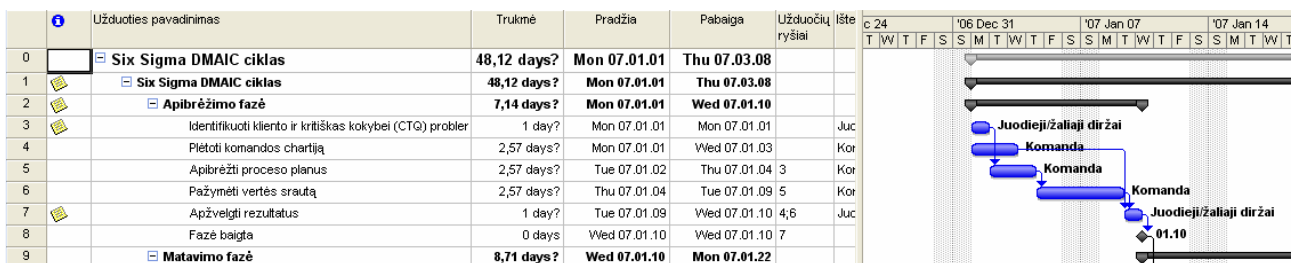 Užduoties pavadinimas Trukmė Pradžia Pabaiga Užduočių ryšiai Ište c 24 '06 Dec 31 '07 Jan 07 '07 Jan 14
T W T F S S M T W T F S S M T W T F S S M T W T
0 Six Sigma DMAIC ciklas 48,12 days? Mon 07.01.01 Thu 07.03.08
1 Six Sigma DMAIC ciklas 48,12 days? Mon 07.01.01 Thu 07.03.08
2 Apibrėžimo fazė 7,14 days? Mon 07.01.01 Wed 07.01.10
3 Identifikuoti kliento ir kritiškas kokybei (CTQ) probler 1 day? Mon 07.01.01 Mon 07.01.01 Juo Juodieji/žaliaji diržai
4 Plėtoti komandos chartiją 2,57 days? Mon 07.01.01 Wed 07.01.03 Kor Komanda
5 Apibrėžti proceso planus 2,57 days? Tue 07.01.02 Thu 07.01.04 3 Kor Komanda
6 Pažymėti vertės srautą 2,57 days? Thu 07.01.04 Tue 07.01.09 5 Kor Komanda
7 Apžvelgti rezultatus 1 day? Tue 07.01.09 Wed 07.01.10 4;6 Juo Juodieji/žaliaji diržai
8 Fazė baigta 0 days Wed 07.01.10 Wed 07.01.10 7 01.10
9 Matavimo fazė 8,71 days? Wed 07.01.10 Mon 07.01.22